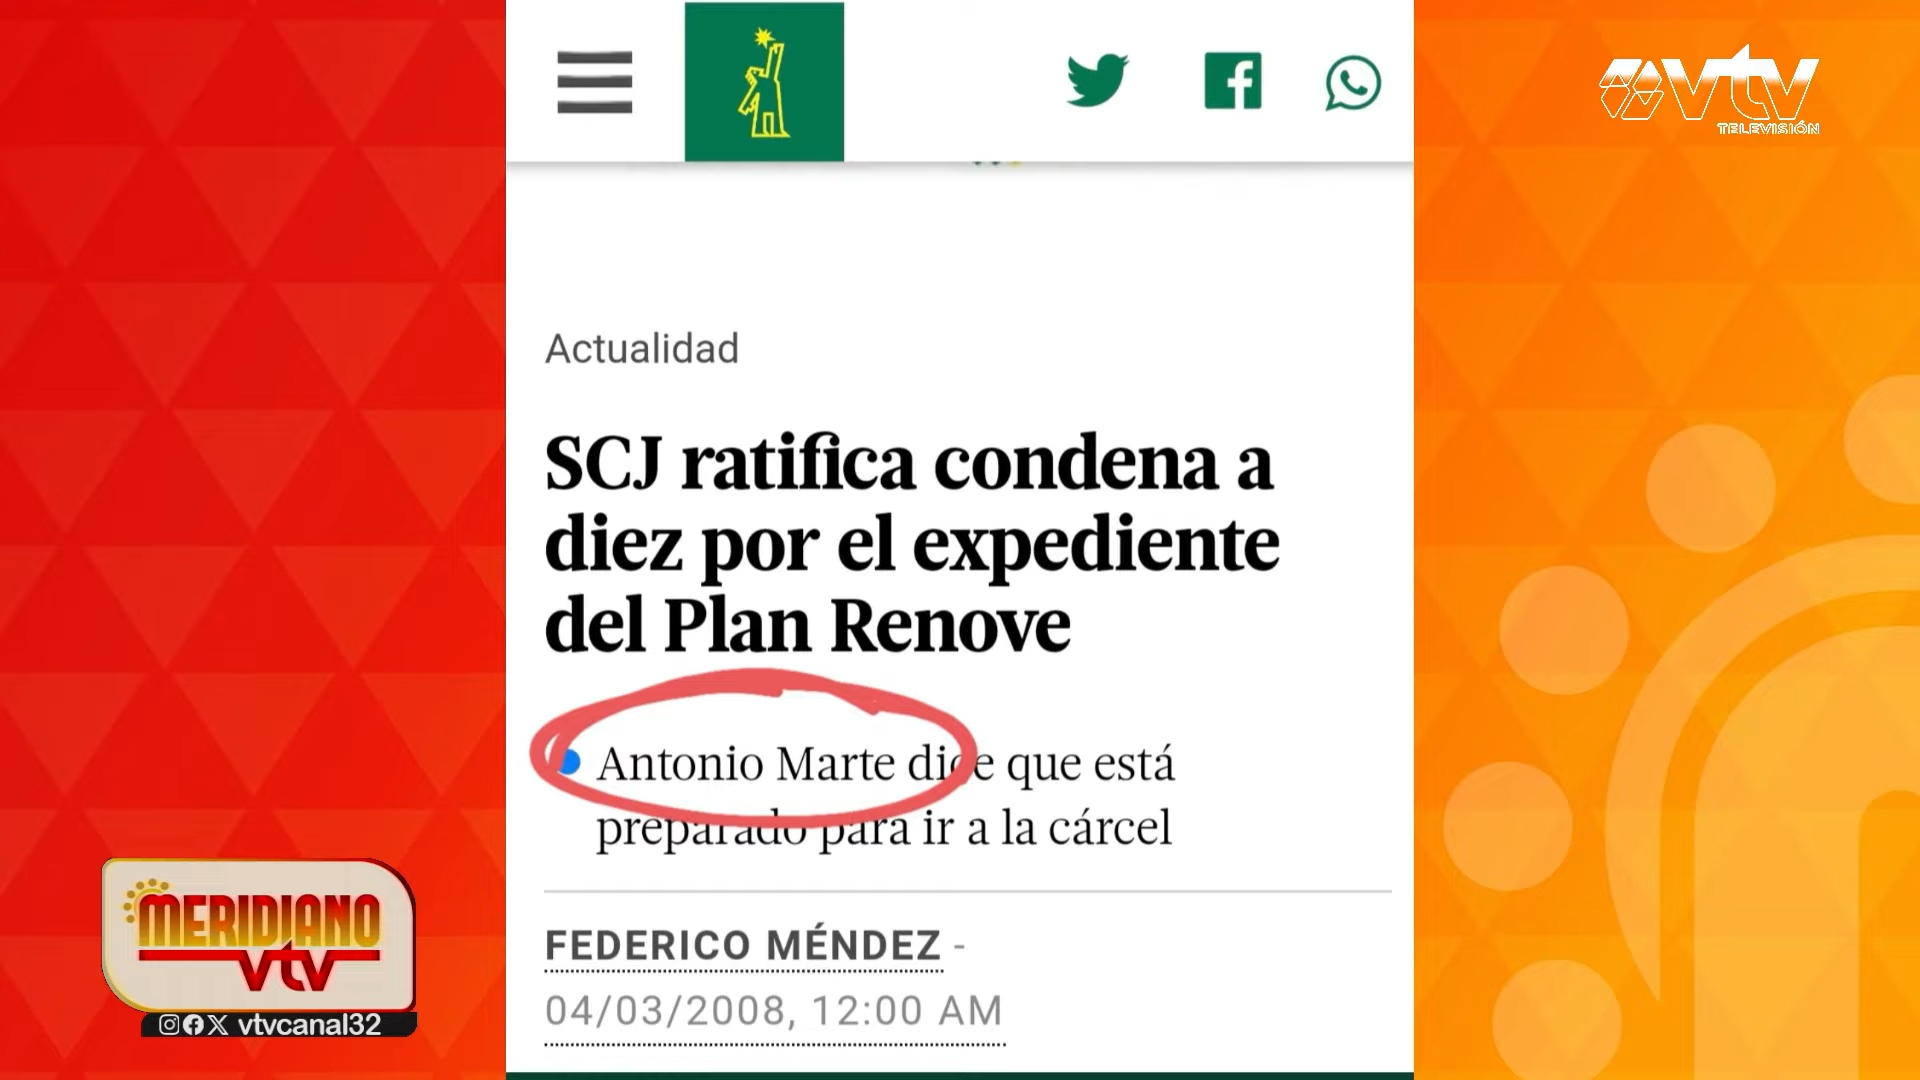 VTV
TELEVISIÓN
Actualidad
SCJ ratifica condena a
diez por el expediente
del Plan Renove
Antonio Marte dice que está
preparado para ir a la cárcel
FEDERICO MÉNDEZ -
04/03/2008, 12:00 AM
MERIDIANO
vtv
vtvcanal32